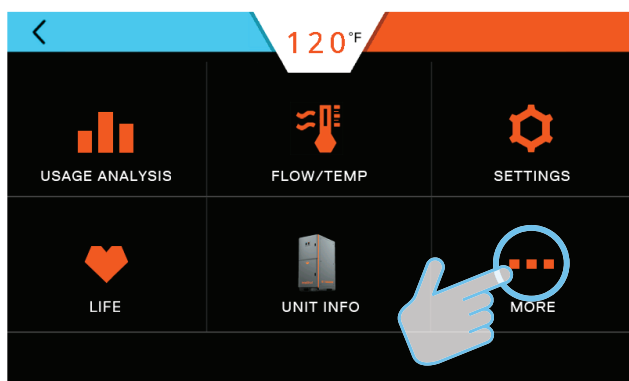 120°F
USAGE ANALYSIS
FLOW/TEMP
SETTINGS
LIFE
UNIT INFO
MORE